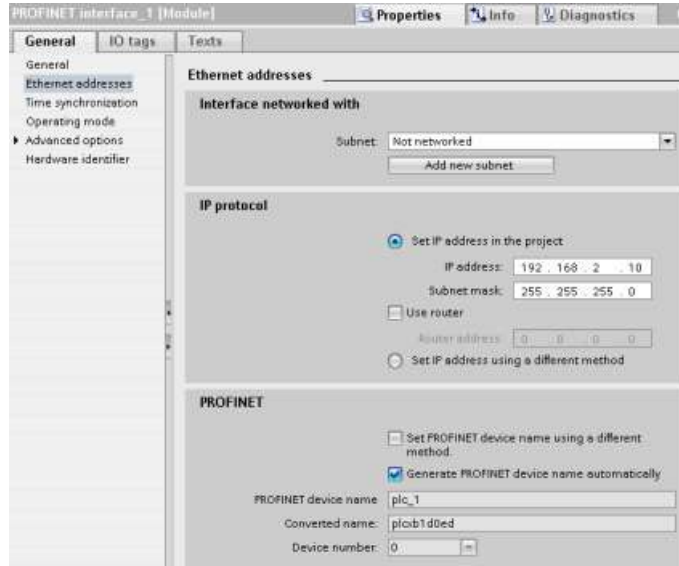 PROFINET interface_1 [Module]
Properties
Info
Diagnostics
General
IO tags
Texts
General
Ethernet addresses
Time synchronization
Operating mode
Advanced options
Hardware identifier
Ethernet addresses
Interface networked with
Subnet: Not networked
Add new subnet
IP protocol
Set IP address in the project
IP address: 192 . 168 . 2 . 10
Subnet mask: 255 . 255 . 255 . 0
Use router
Router address: 0 . 0 . 0 . 0
Set IP address using a different method
PROFINET
Set PROFINET device name using a different
method.
Generate PROFINET device name automatically
PROFINET device name plc_1
Converted name: plcxb1d0ed
Device number: 0